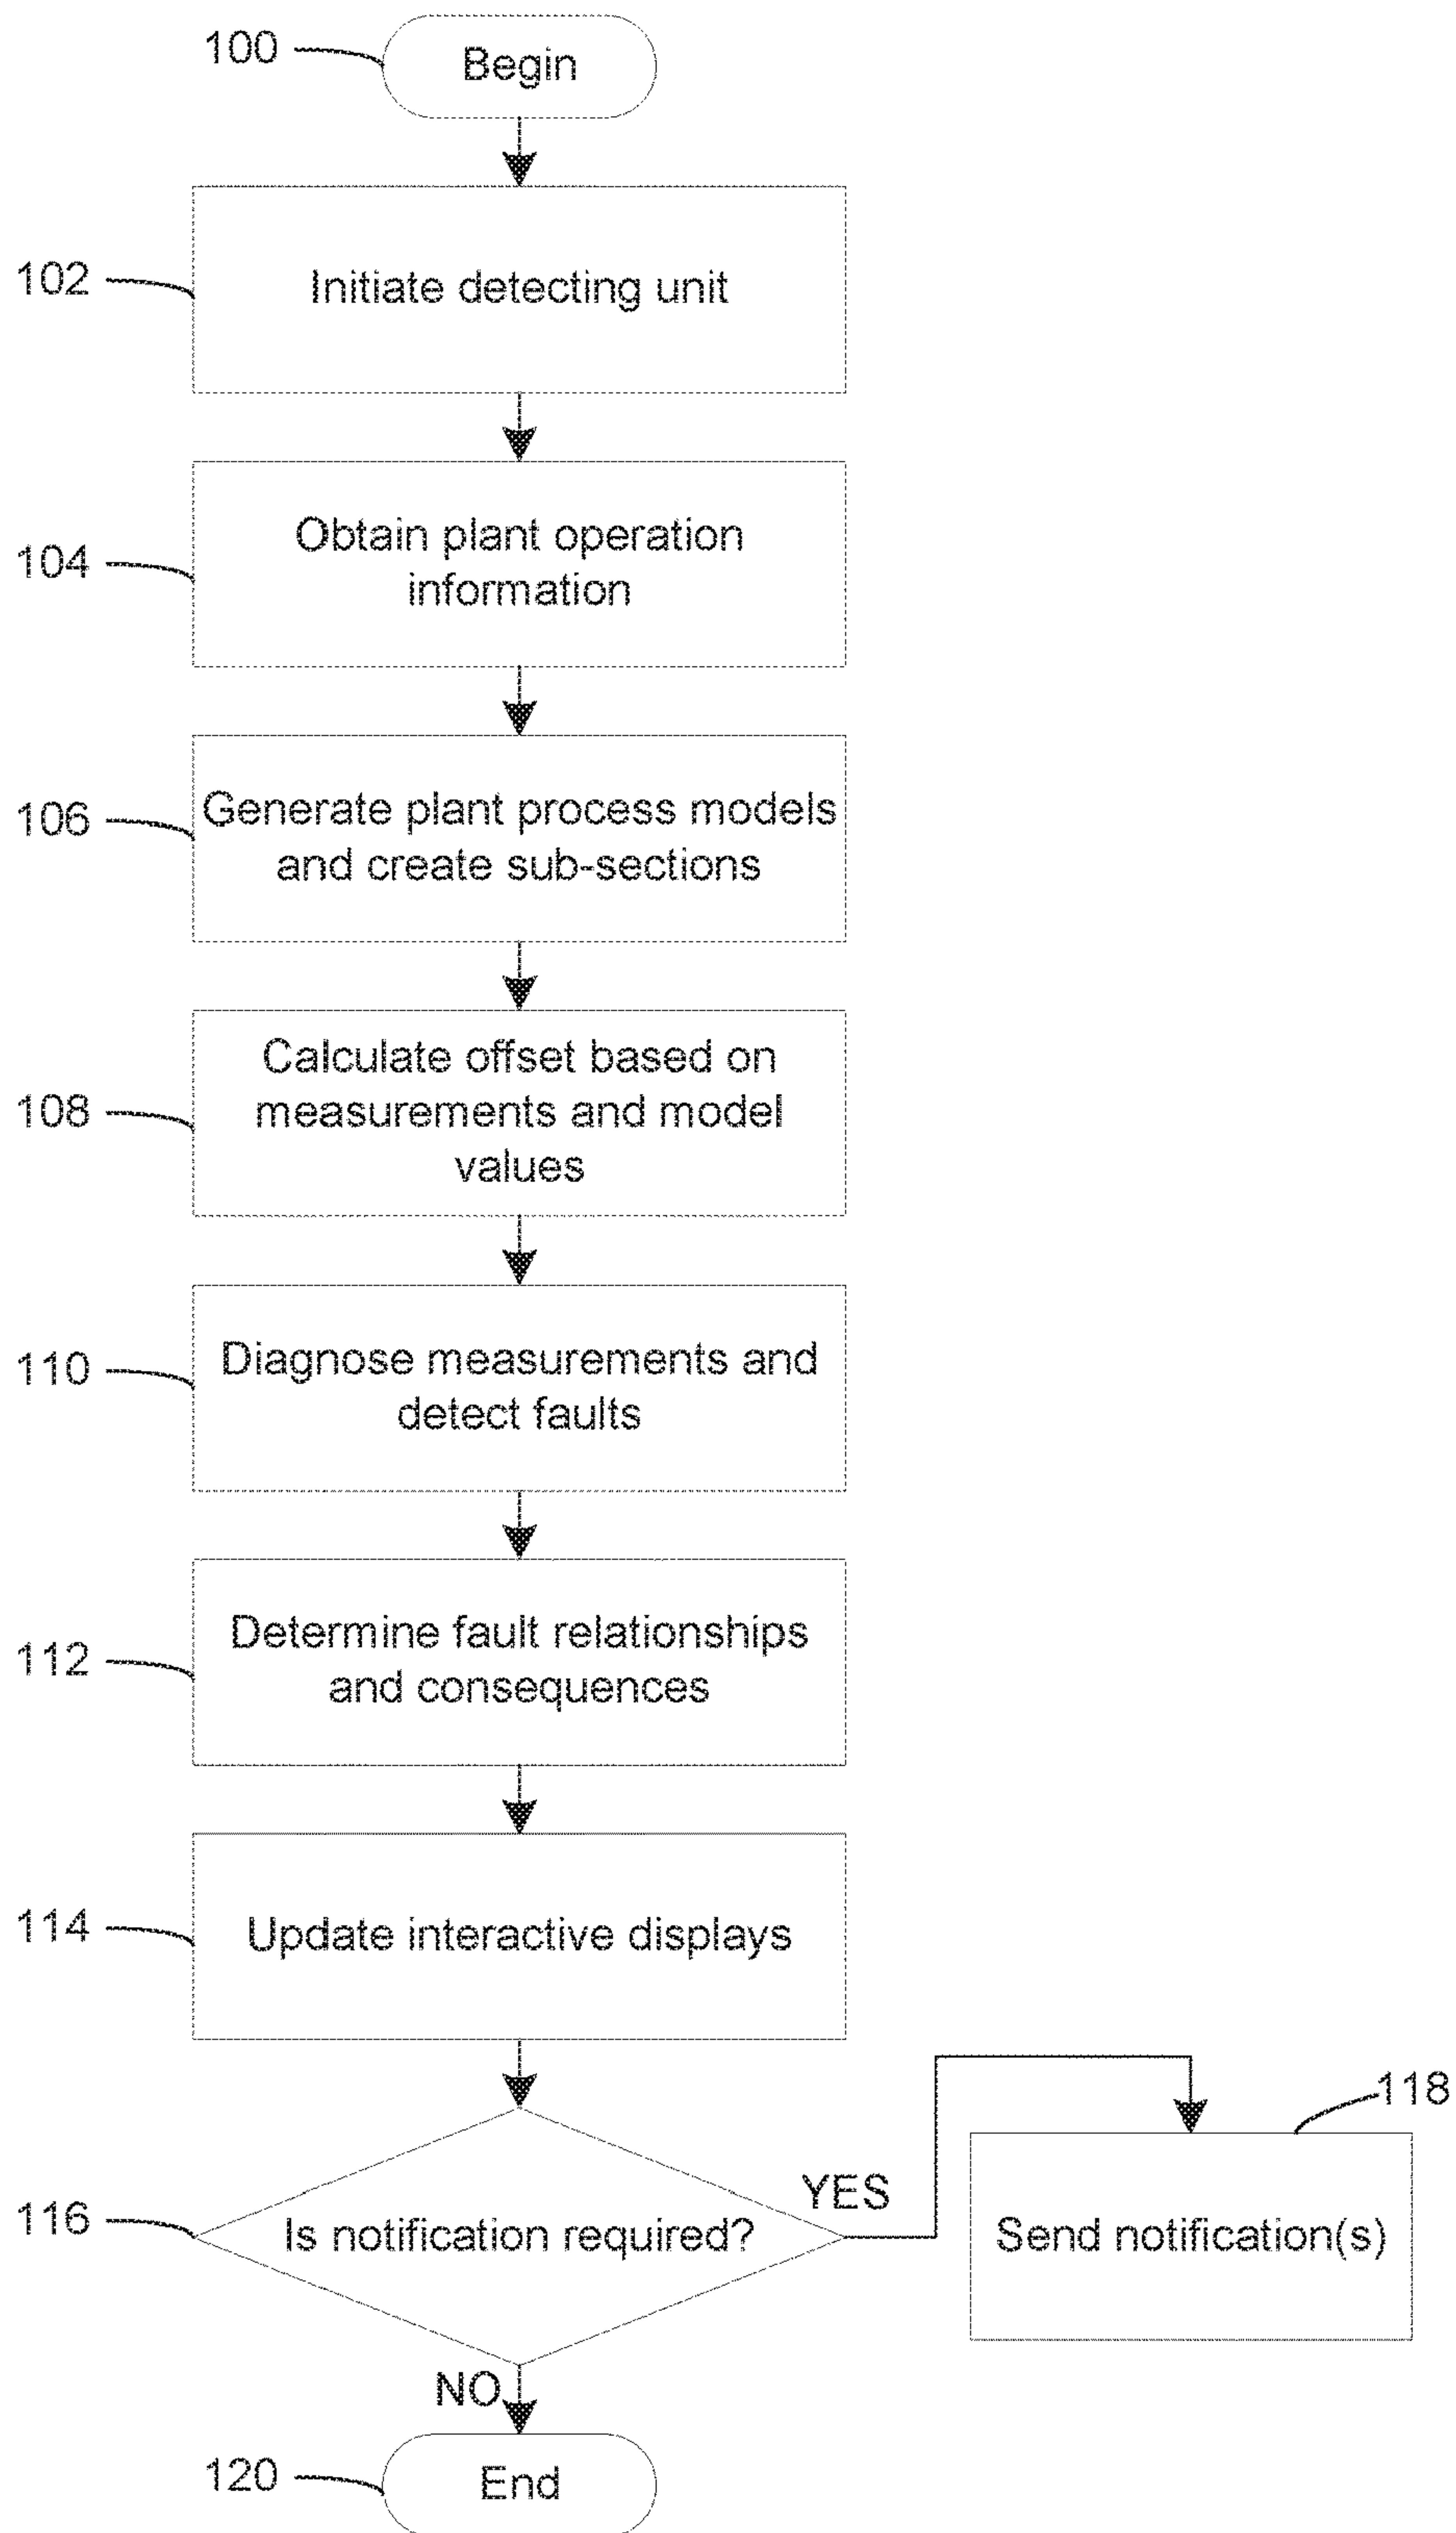 100
Begin
102
Initiate detecting unit
104
Obtain plant operation
information
106
Generate plant process models
and create sub-sections
108
Calculate offset based on
measurements and model
values
110
Diagnose measurements and
detect faults
112
Determine fault relationships
and consequences
114
Update interactive displays
116
Is notification required?
YES
118
Send notification(s)
NO
120
End